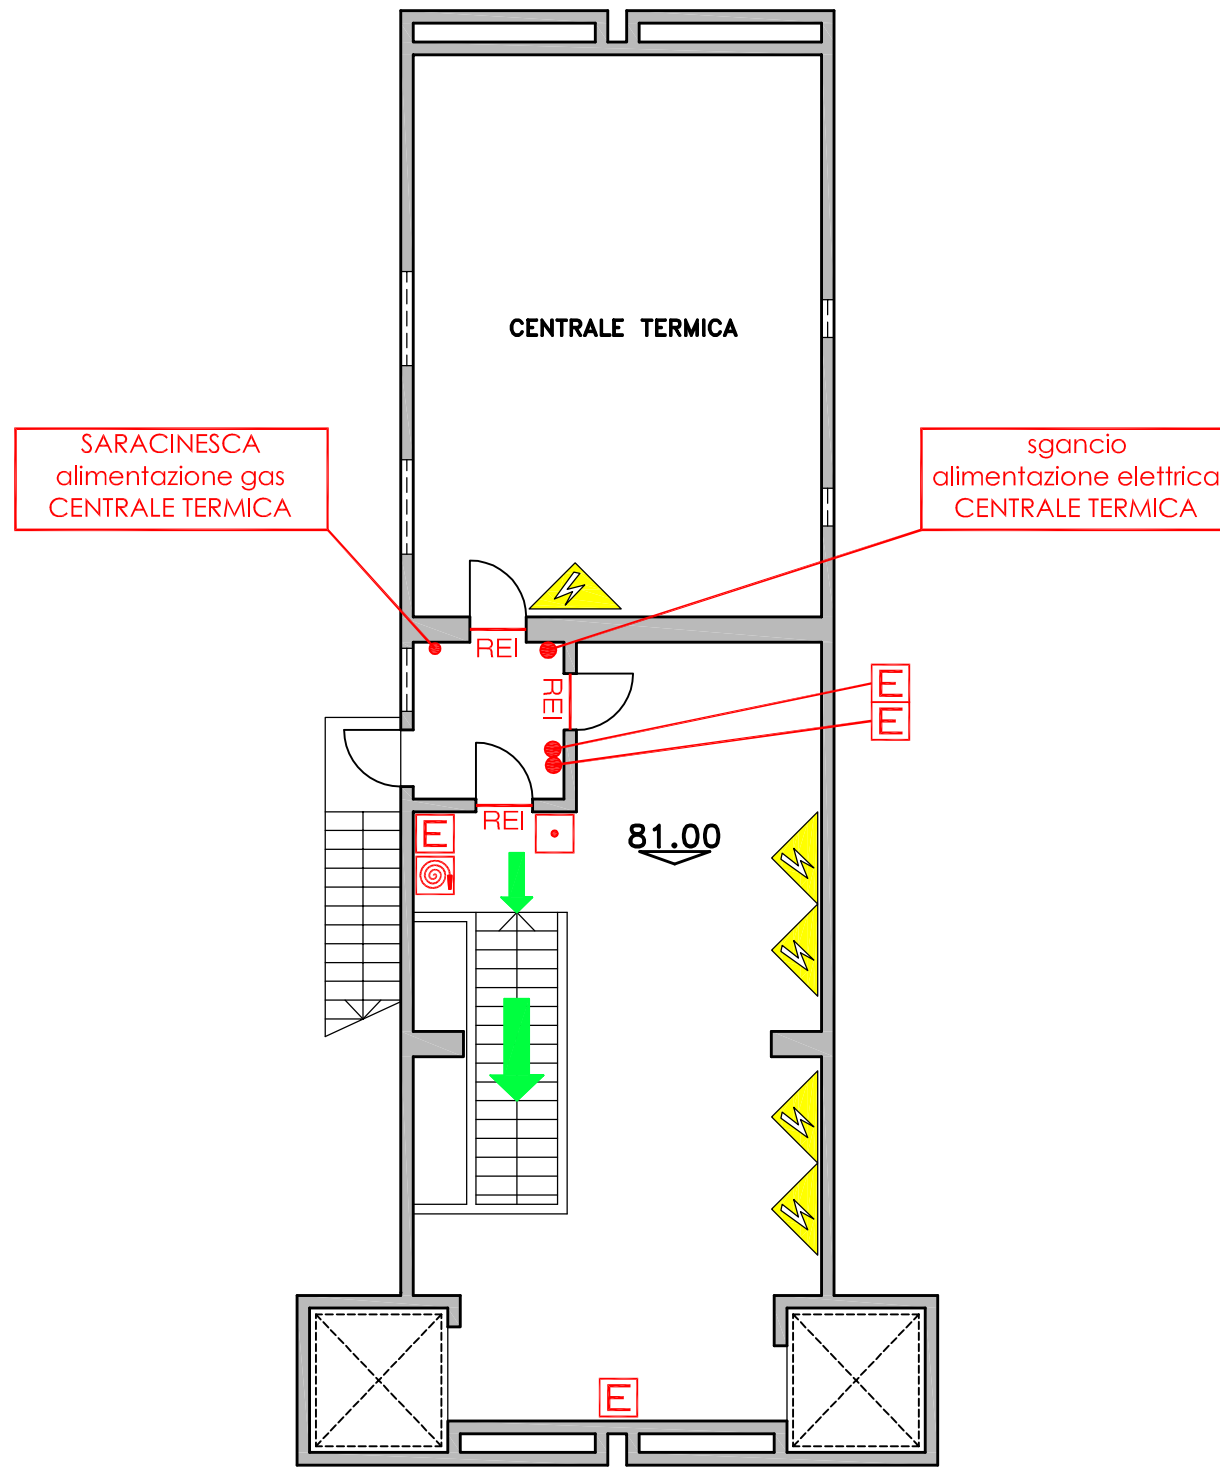 CENTRALE TERMICA
SARACINESCA
alimentazione gas
CENTRALE TERMICA
sgancio
alimentazione elettrica
CENTRALE TERMICA
REI
REI
E
E
REI
E
81.00
E